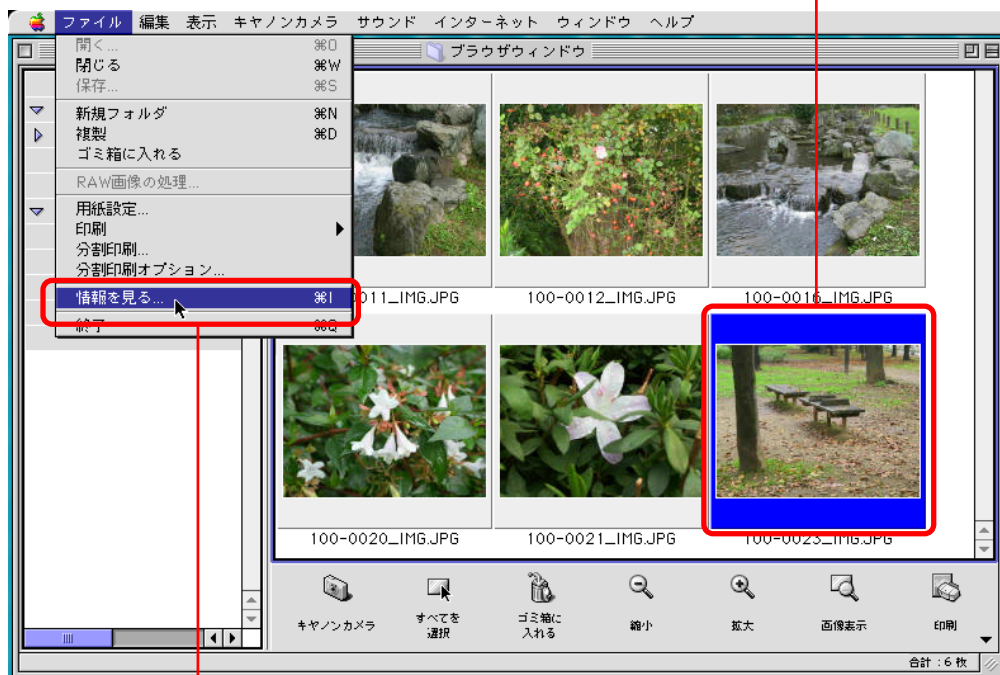 ファイル 編集 表示 キヤノンカメラ サウンド インターネット ウィンドウ ヘルプ
ブラウザウィンドウ
開く... ⌘O
閉じる ⌘W
保存... ⌘S
新規フォルダ ⌘N
複製 ⌘D
ゴミ箱に入れる
RAW画像の処理...
用紙設定...
印刷
分割印刷...
分割印刷オプション...
情報を見る... ⌘I
終了 ⌘Q
0011_IMG.JPG 100-0012_IMG.JPG 100-0016_IMG.JPG
100-0020_IMG.JPG 100-0021_IMG.JPG 100-0023_IMG.JPG
キヤノンカメラ
すべてを
選択
ゴミ箱に
入れる
縮小
拡大
画像表示
印刷
合計 : 6 枚